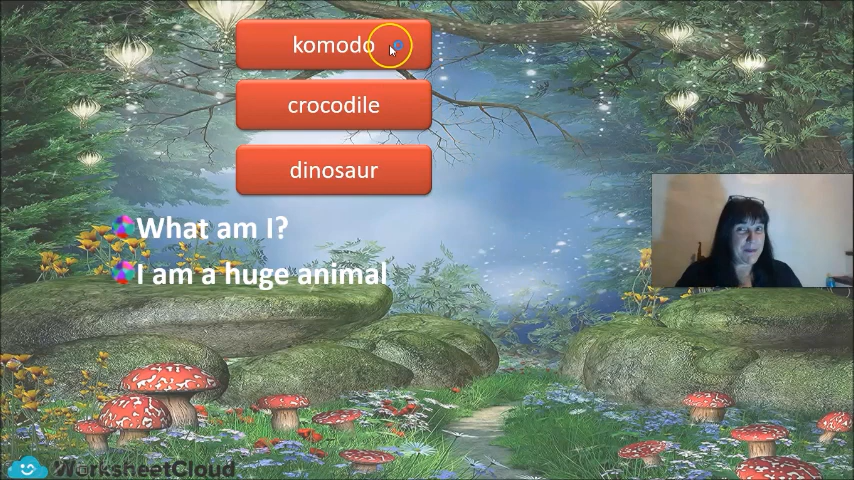 komodo
crocodile
dinosaur
What am I?
I am a huge animal
WorksheetCloud